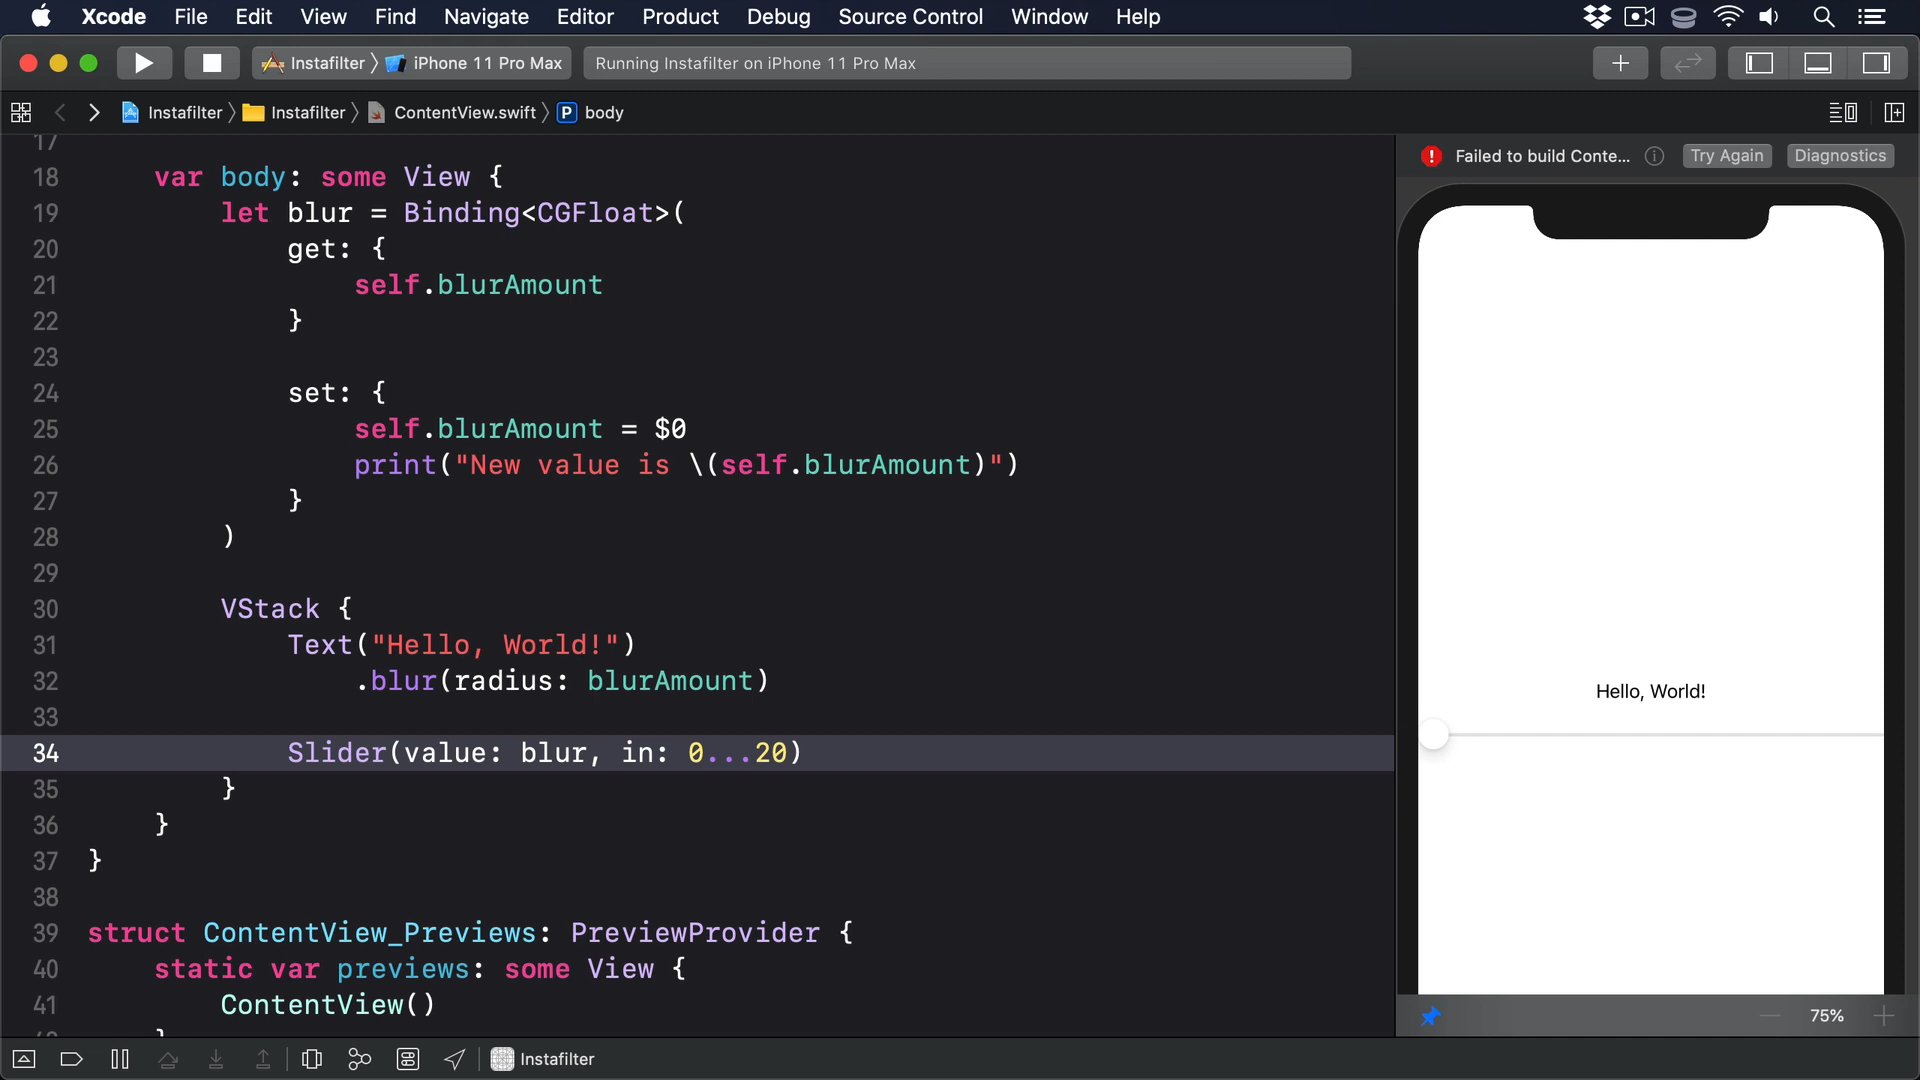 Xcode File Edit View Find Navigate Editor Product Debug Source Control Window Help
Instafilter iPhone 11 Pro Max Running Instafilter on iPhone 11 Pro Max
Instafilter Instafilter ContentView.swift P body
Failed to build Conte... Try Again Diagnostics
17
18 var body: some View {
19 let blur = Binding<CGFloat>(
20 get: {
21 self.blurAmount
22 }
23
24 set: {
25 self.blurAmount = $0
26 print("New value is \(self.blurAmount)")
27 }
28 )
29
30 VStack {
31 Text("Hello, World!")
32 .blur(radius: blurAmount)
33
34 Slider(value: blur, in: 0...20)
35 }
36 }
37 }
38
39 struct ContentView_Previews: PreviewProvider {
40 static var previews: some View {
41 ContentView()
Hello, World!
75%
Instafilter